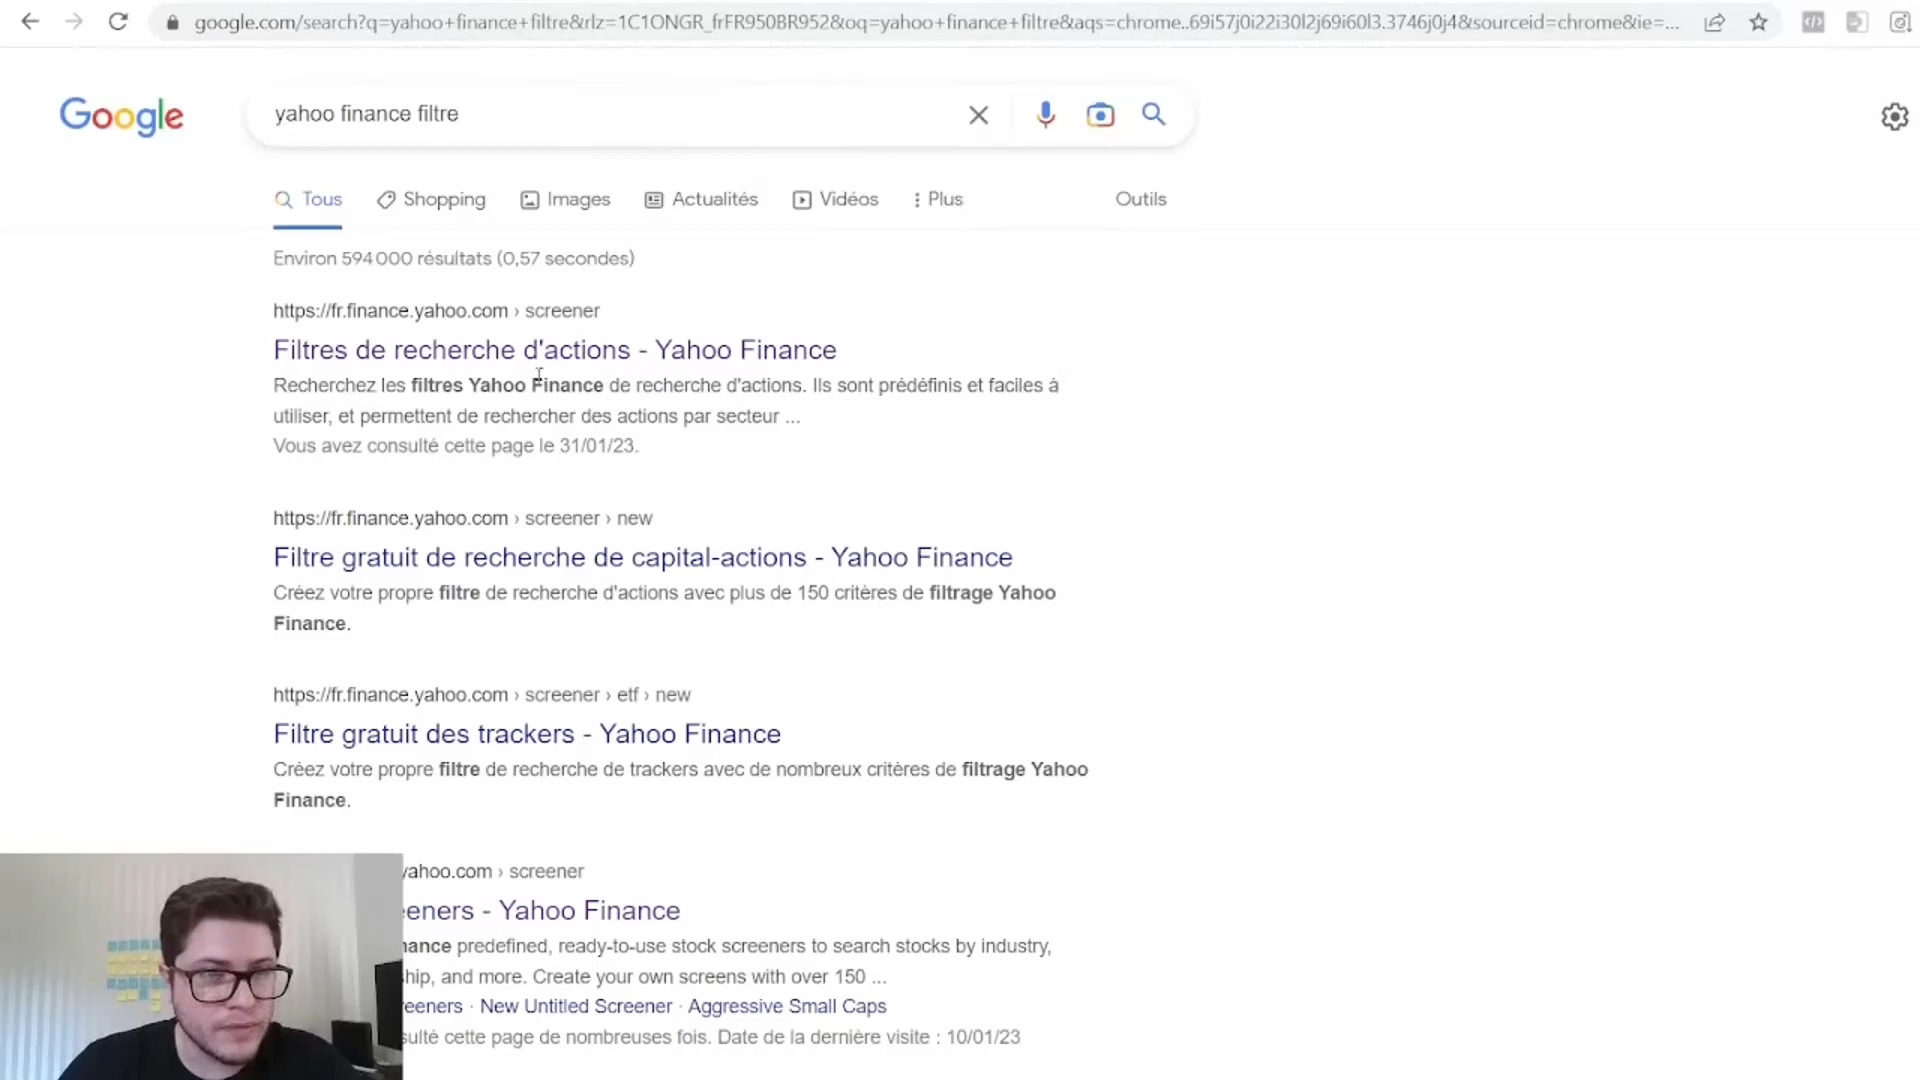 google.com/search?q=yahoo+finance+filtre&rlz=1C1ONGR_frFR950BR952&oq=yahoo+finance+filtre&aqs=chrome..69i57j0i22i30l2j69i60l3.3746j0j4&sourceid=chrome&ie=...
Google
yahoo finance filtre
Tous Shopping Images Actualités Vidéos Plus Outils
Environ 594 000 résultats (0,57 secondes)
https://fr.finance.yahoo.com › screener
Filtres de recherche d'actions - Yahoo Finance
Recherchez les filtres Yahoo Finance de recherche d'actions. Ils sont prédéfinis et faciles à
utiliser, et permettent de rechercher des actions par secteur ...
Vous avez consulté cette page le 31/01/23.
https://fr.finance.yahoo.com › screener › new
Filtre gratuit de recherche de capital-actions - Yahoo Finance
Créez votre propre filtre de recherche d'actions avec plus de 150 critères de filtrage Yahoo
Finance.
https://fr.finance.yahoo.com › screener › etf › new
Filtre gratuit des trackers - Yahoo Finance
Créez votre propre filtre de recherche de trackers avec de nombreux critères de filtrage Yahoo
Finance.
yahoo.com › screener
eeners - Yahoo Finance
nance predefined, ready-to-use stock screeners to search stocks by industry,
hip, and more. Create your own screens with over 150 ...
reeners · New Untitled Screener · Aggressive Small Caps
sulté cette page de nombreuses fois. Date de la dernière visite : 10/01/23